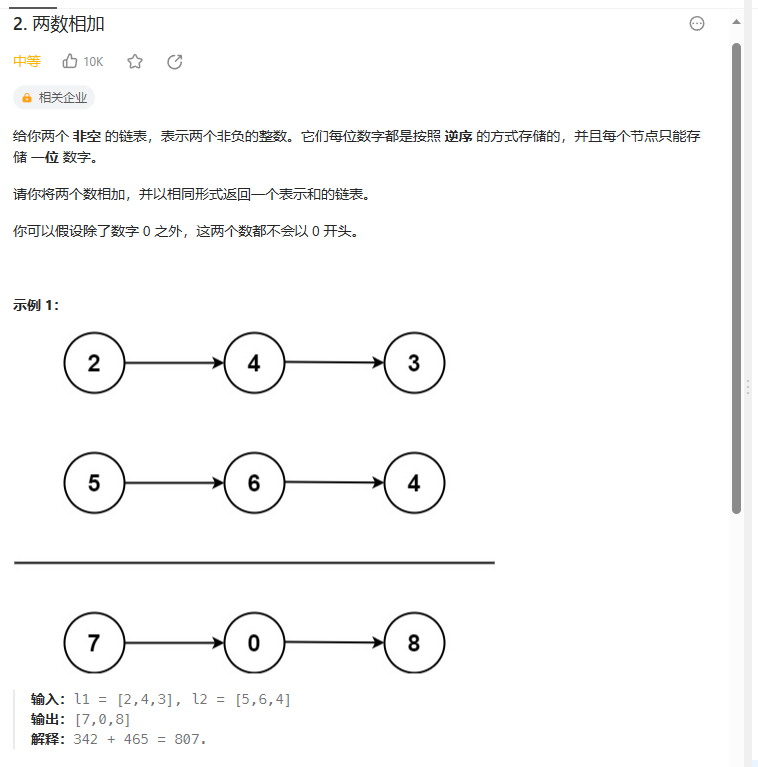 2. 两数相加
中等 10K
相关企业
给你两个 非空 的链表，表示两个非负的整数。它们每位数字都是按照 逆序 的方式存储的，并且每个节点只能存
储 一位 数字。
请你将两个数相加，并以相同形式返回一个表示和的链表。
你可以假设除了数字 0 之外，这两个数都不会以 0 开头。
示例 1：
2 4 3
5 6 4
7 0 8
输入：l1 = [2,4,3], l2 = [5,6,4]
输出：[7,0,8]
解释：342 + 465 = 807.